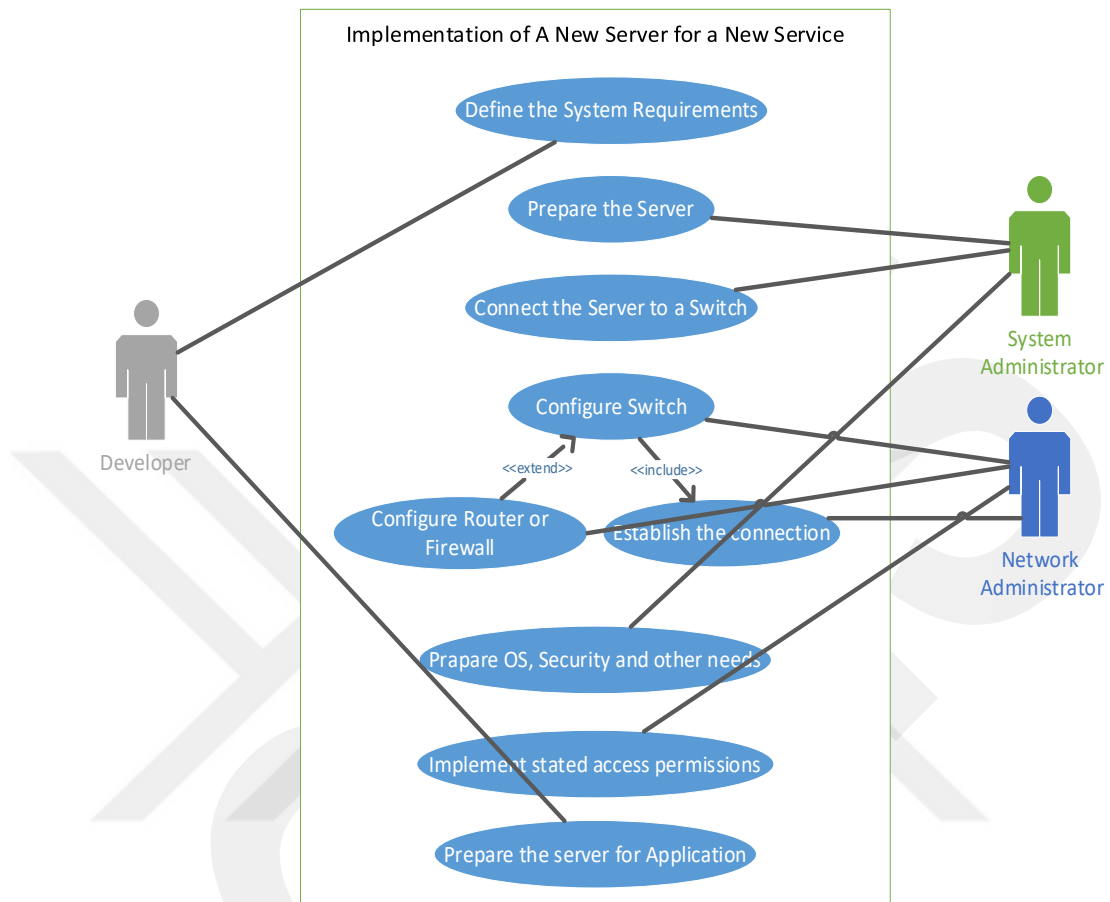 Implementation of A New Server for a New Service
Define the System Requirements
Prepare the Server
Connect the Server to a Switch
System
Administrator
Configure Switch
Developer
<<extend>>
<<include>>
Configure Router or
Firewall
Establish the connection
Network
Administrator
Prapare OS, Security and other needs
Implement stated access permissions
Prepare the server for Application